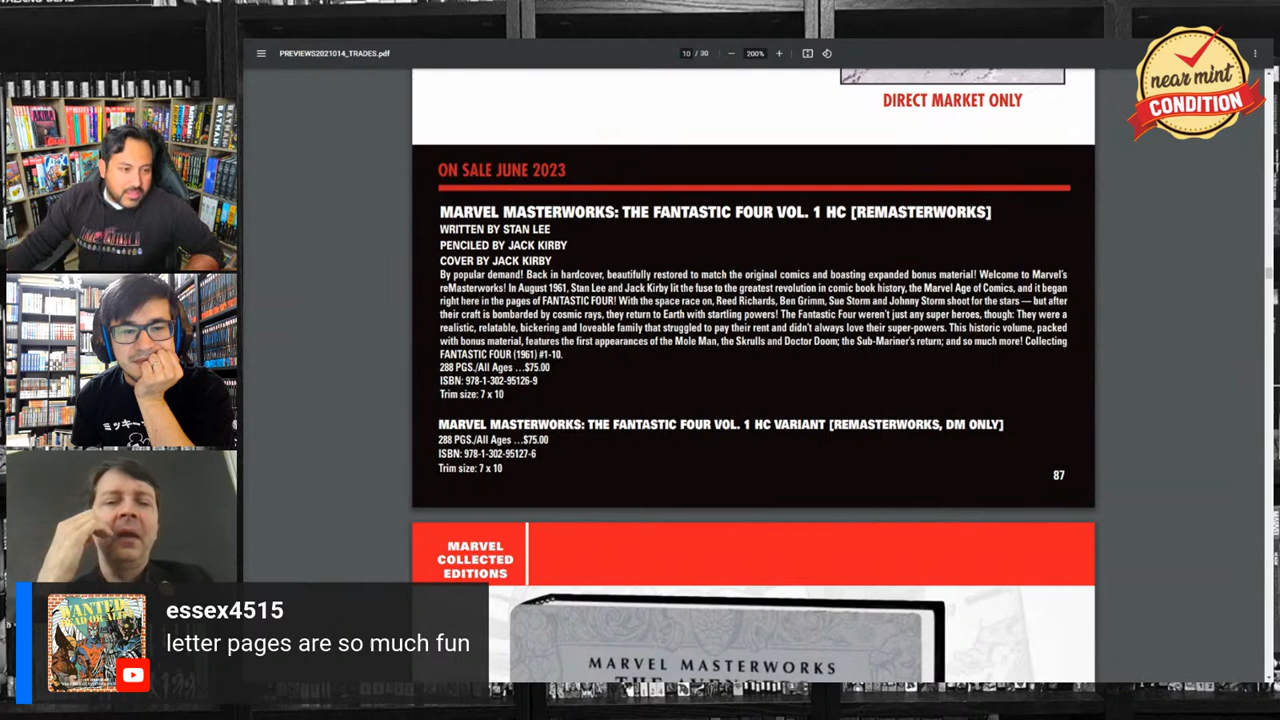 PREVIEWS2021014_TRADES.pdf
10 / 30
200%
near mint
CONDITION
DIRECT MARKET ONLY
ON SALE JUNE 2023
MARVEL MASTERWORKS: THE FANTASTIC FOUR VOL. 1 HC [REMASTERWORKS]
WRITTEN BY STAN LEE
PENCILED BY JACK KIRBY
COVER BY JACK KIRBY
By popular demand! Back in hardcover, beautifully restored to match the original comics and boasting expanded bonus material! Welcome to Marvel's
reMasterworks! In August 1961, Stan Lee and Jack Kirby lit the fuse to the greatest revolution in comic book history, the Marvel Age of Comics, and it began
right here in the pages of FANTASTIC FOUR! With the space race on, Reed Richards, Ben Grimm, Sue Storm and Johnny Storm shoot for the stars — but after
their craft is bombarded by cosmic rays, they return to Earth with startling powers! The Fantastic Four weren't just any super heroes, though: They were a
realistic, relatable, bickering and loveable family that struggled to pay their rent and didn't always love their super-powers. This historic volume, packed
with bonus material, features the first appearances of the Mole Man, the Skrulls and Doctor Doom; the Sub-Mariner's return; and so much more! Collecting
FANTASTIC FOUR (1961) #1-10.
288 PGS./All Ages ...$75.00
ISBN: 978-1-302-95126-9
Trim size: 7 x 10
MARVEL MASTERWORKS: THE FANTASTIC FOUR VOL. 1 HC VARIANT [REMASTERWORKS, DM ONLY]
288 PGS./All Ages ...$75.00
ISBN: 978-1-302-95127-6
Trim size: 7 x 10
87
MARVEL
COLLECTED
EDITIONS
MARVEL MASTERWORKS
ミッキー
WANTED
DEAD OR ALIVE
essex4515
letter pages are so much fun